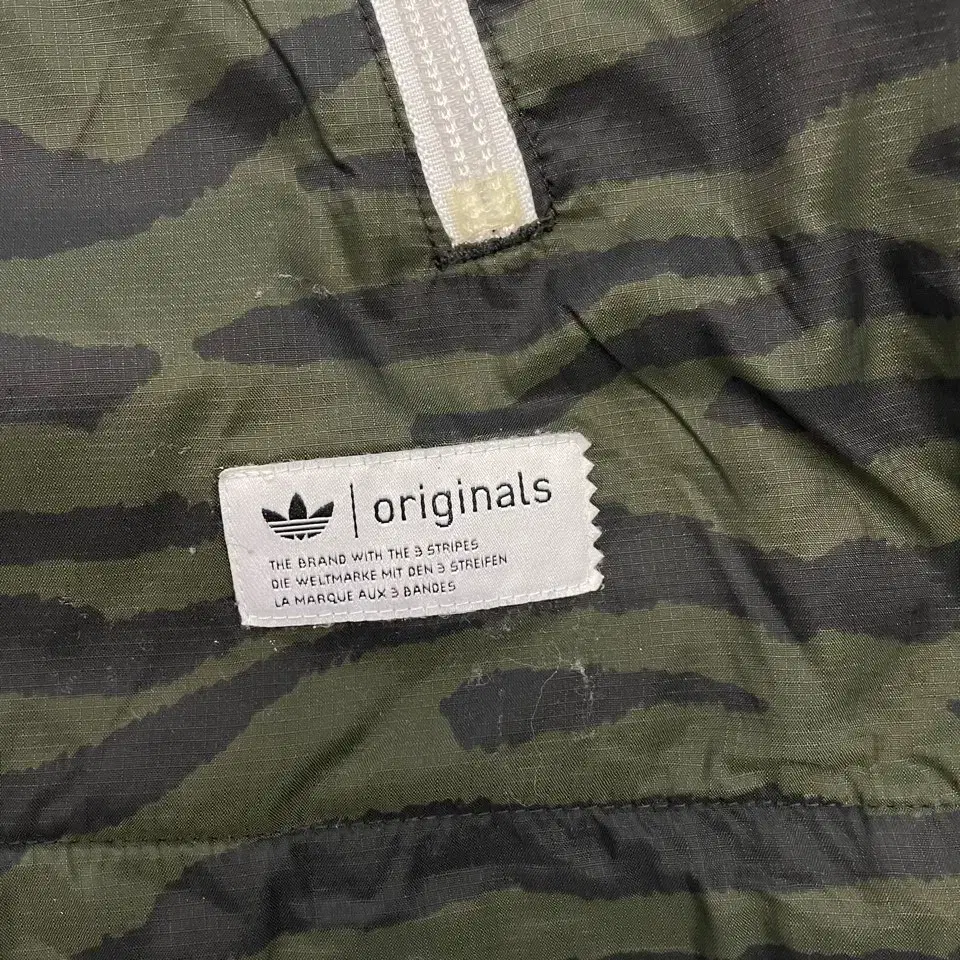 originals
THE BRAND WITH THE 3 STRIPES
DIE WELTMARKE MIT DEN 3 STREIFEN
LA MARQUE AUX 3 BANDES